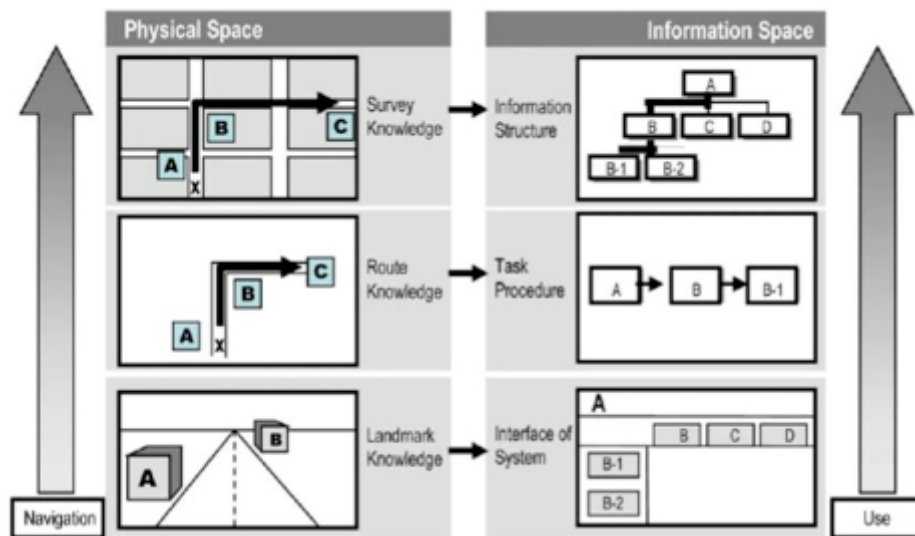 Physical Space
Information Space
A
B
C
X
Survey
Knowledge
Information
Structure
A
B
C
D
B-1
B-2
A
B
C
X
Route
Knowledge
Task
Procedure
A
B
B-1
A
B
Landmark
Knowledge
Interface of
System
A
B
C
D
B-1
B-2
Navigation
Use